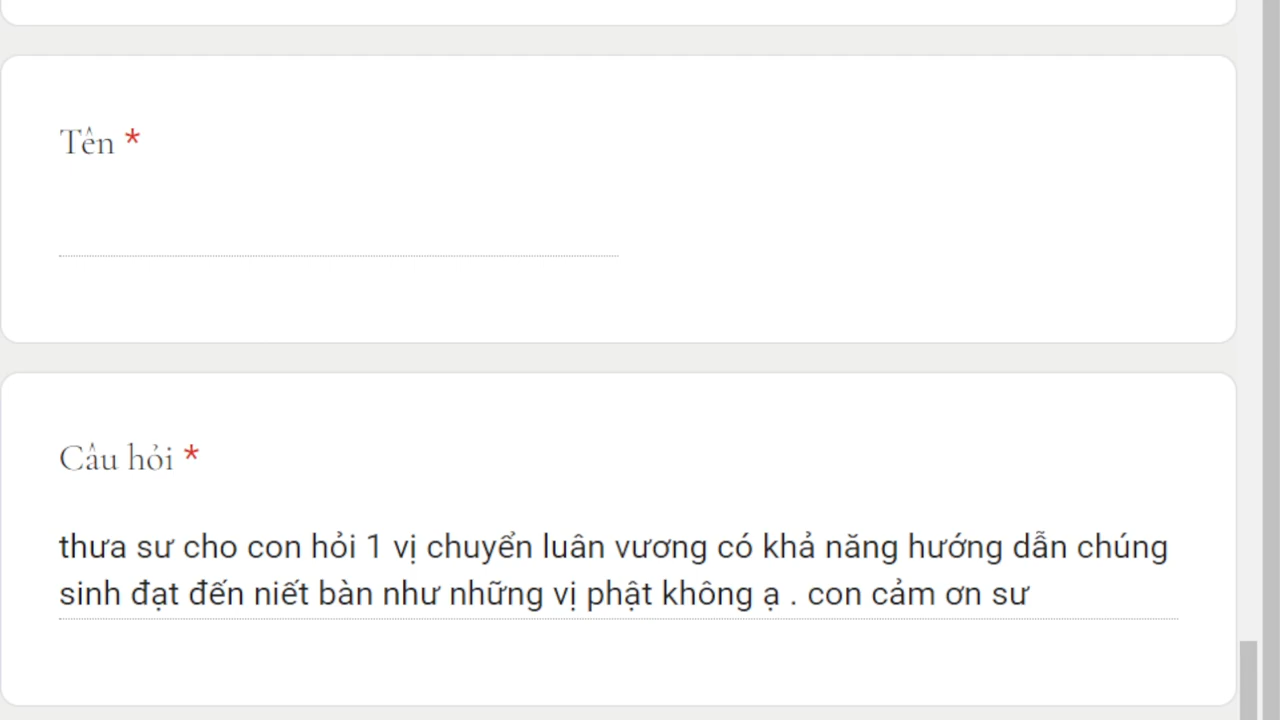 Tên *
Câu hỏi *
thưa sư cho con hỏi 1 vị chuyển luân vương có khả năng hướng dẫn chúng
sinh đạt đến niết bàn như những vị phật không ạ . con cảm ơn sư